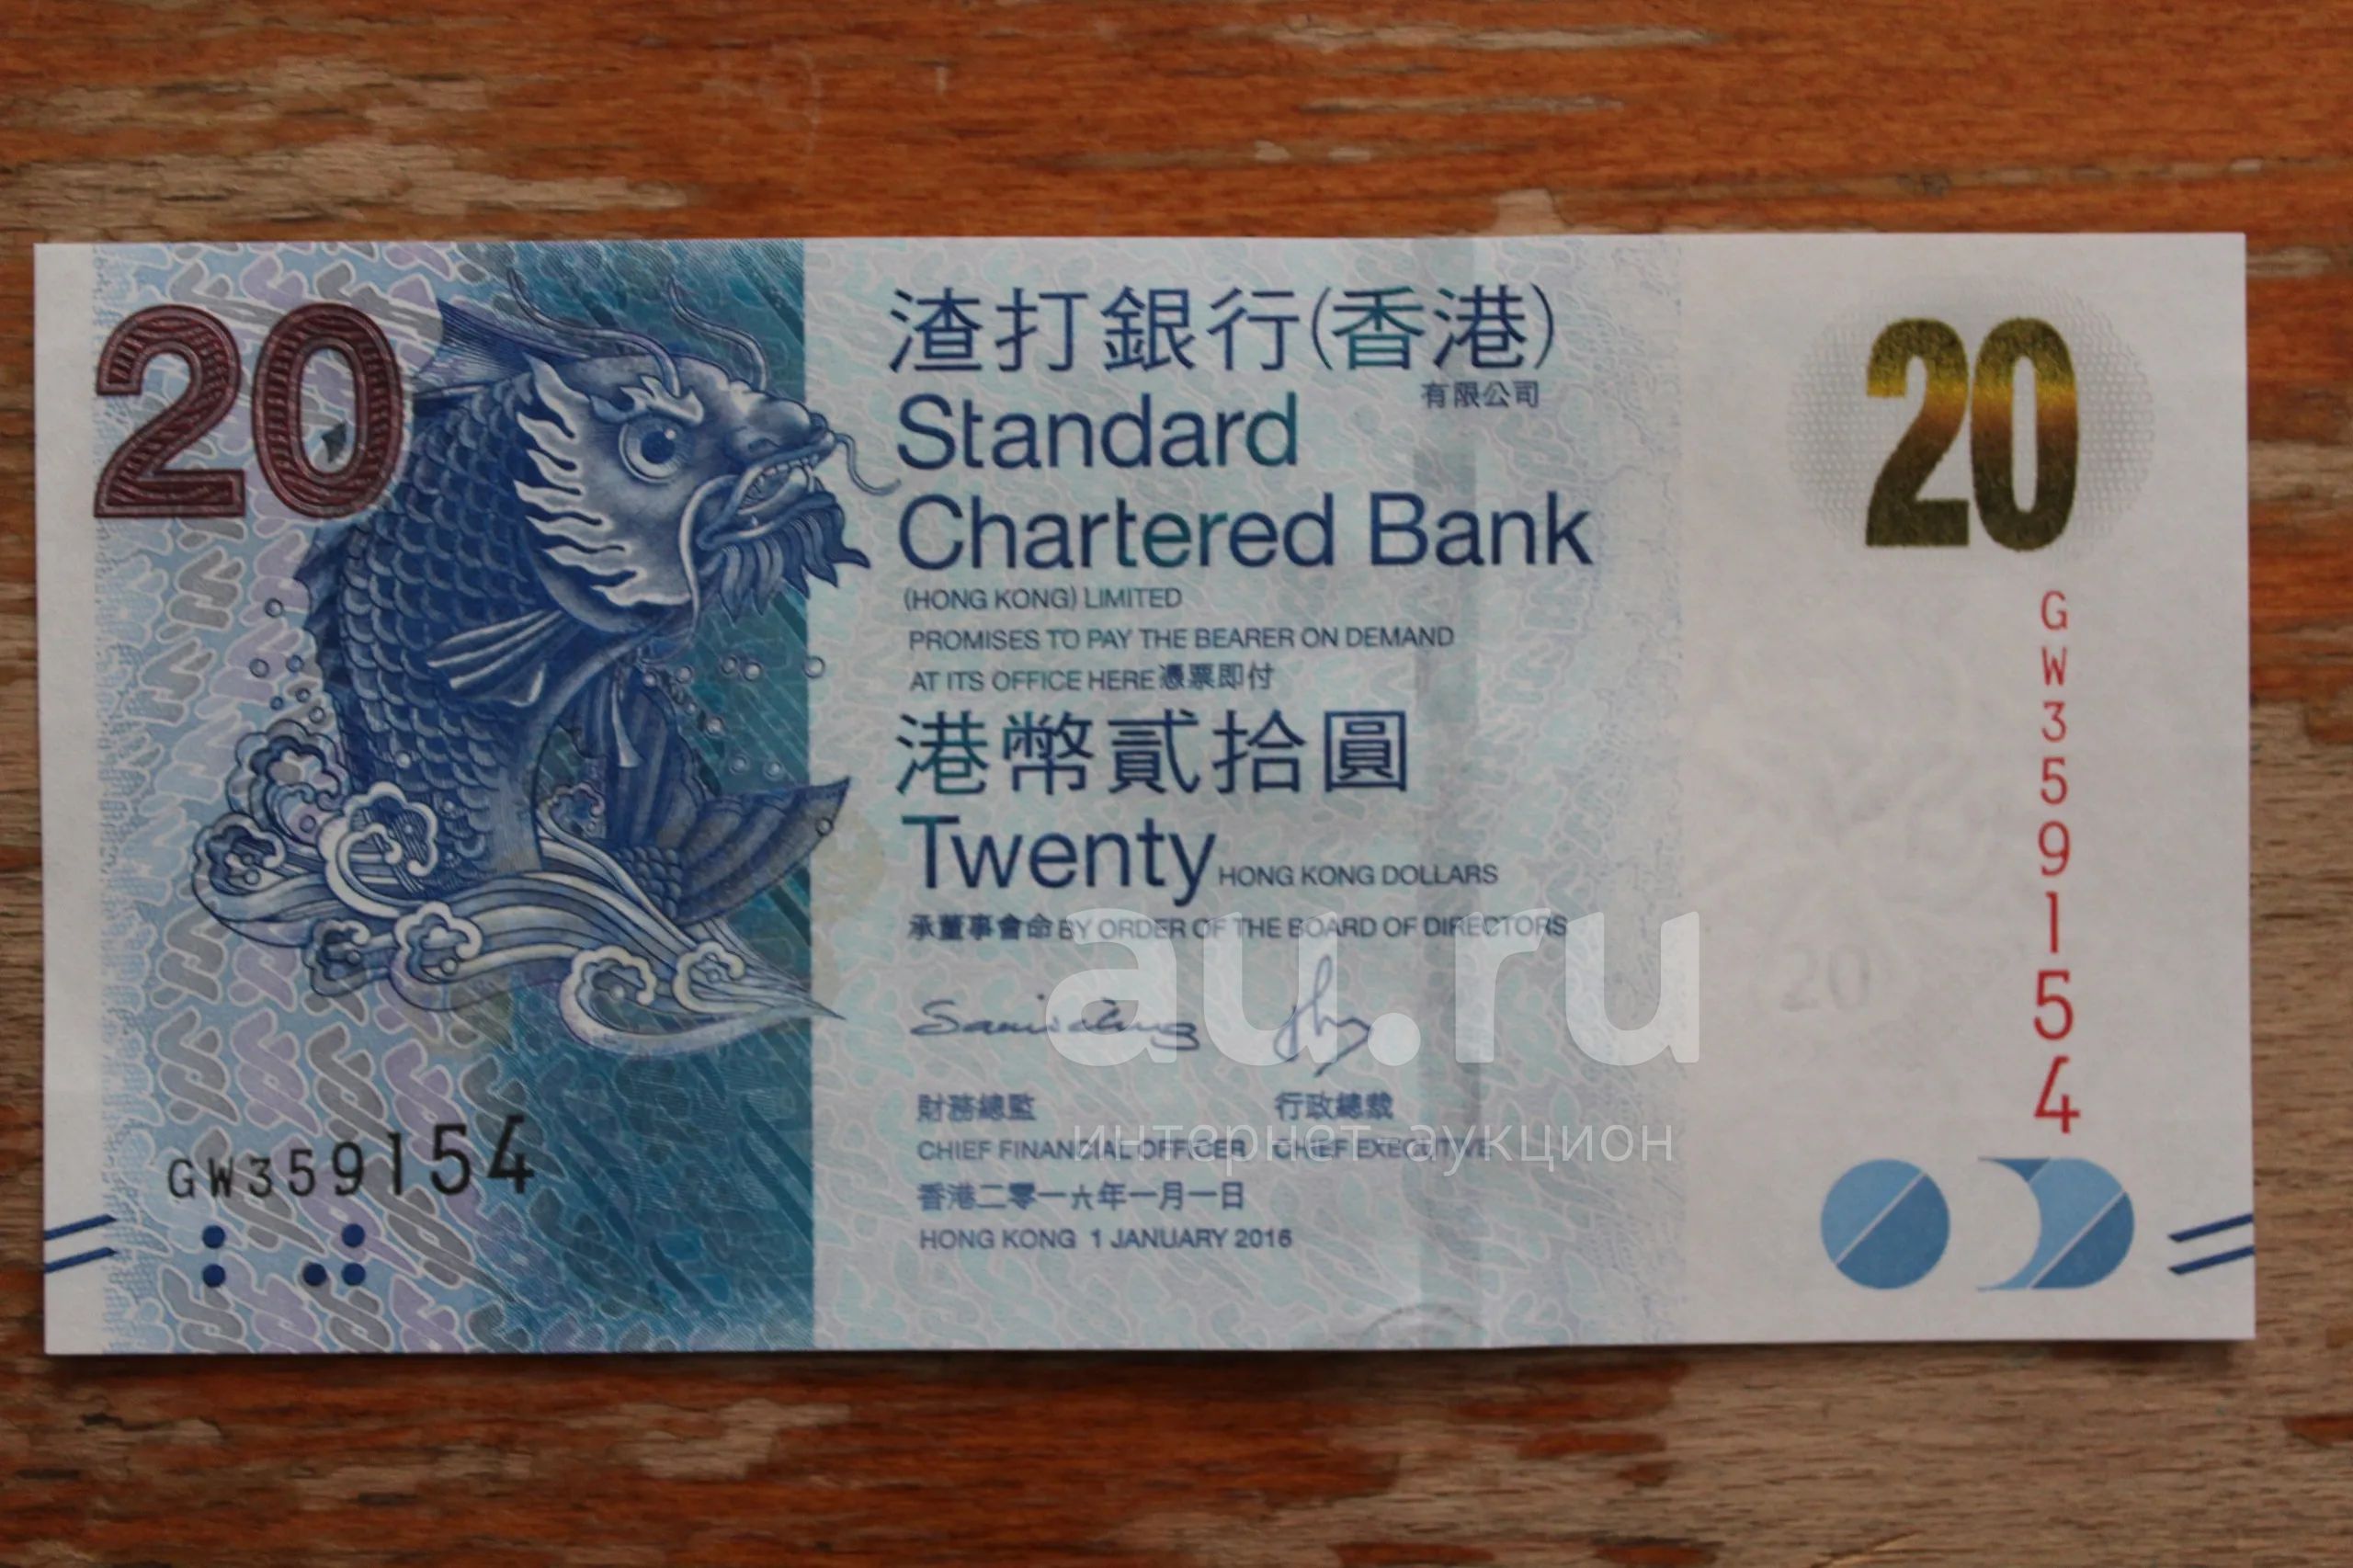 20
渣打銀行(香港)
有限公司
Standard
Chartered Bank
(HONG KONG) LIMITED
PROMISES TO PAY THE BEARER ON DEMAND
AT ITS OFFICE HERE憑票即付
港幣貳拾圓
Twenty HONG KONG DOLLARS
承董事會命 BY ORDER OF THE BOARD OF DIRECTORS
財務總監 行政總裁
CHIEF FINANCIAL OFFICER CHIEF EXECUTIVE
香港二零一六年一月一日
HONG KONG 1 JANUARY 2016
GW359154
20
GW359154
20
au.ru
интернет-аукцион